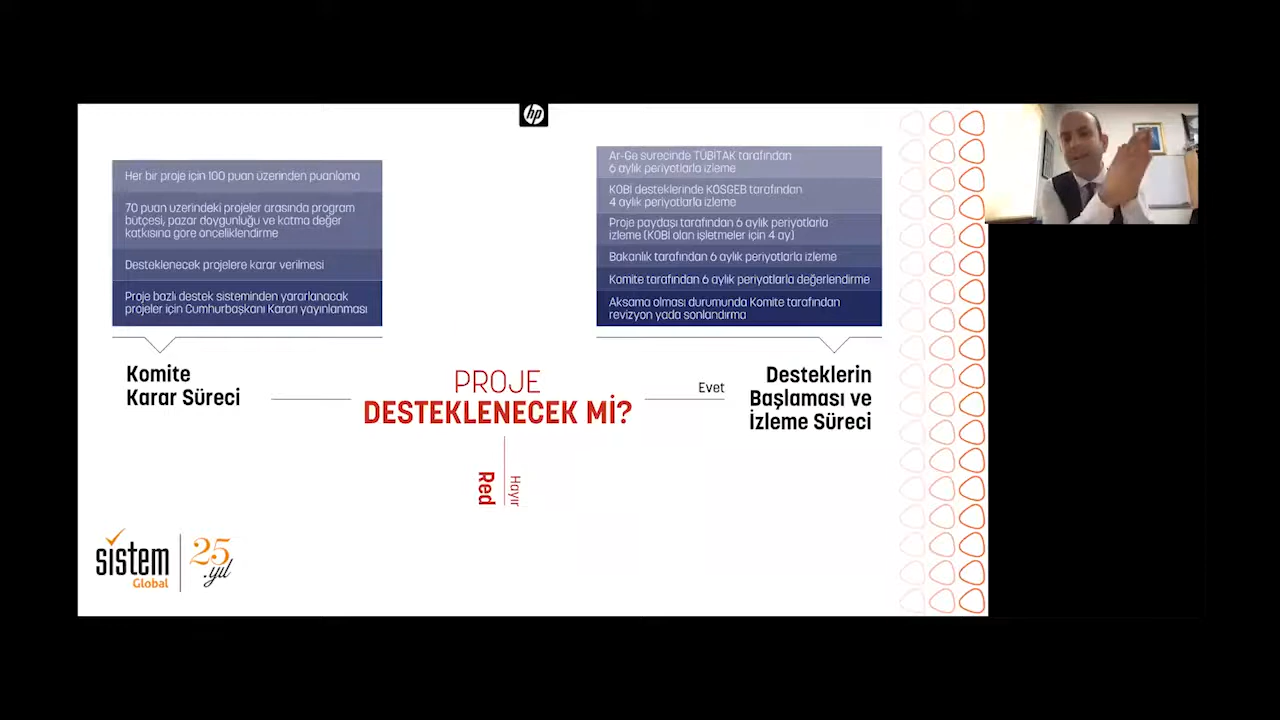 hp
Her bir proje için 100 puan üzerinden puanlama
70 puan üzerindeki projeler arasında program
bütçesi, pazar doygunluğu ve katma değer
katkısına göre önceliklendirme
Desteklenecek projelere karar verilmesi
Proje bazlı destek sisteminden yararlanacak
projeler için Cumhurbaşkanı Kararı yayınlanması
Komite
Karar Süreci
PROJE
DESTEKLENECEK Mİ?
Evet
Hayır
Red
Ar-Ge sürecinde TÜBİTAK tarafından
6 aylık periyotlarla izleme
KOBİ desteklerinde KOSGEB tarafından
4 aylık periyotlarla izleme
Proje paydaşı tarafından 6 aylık periyotlarla
izleme (KOBİ olan işletmeler için 4 ay)
Bakanlık tarafından 6 aylık periyotlarla izleme
Komite tarafından 6 aylık periyotlarla değerlendirme
Aksama olması durumunda Komite tarafından
revizyon yada sonlandırma
Desteklerin
Başlaması ve
İzleme Süreci
sistem
Global
25
.yıl